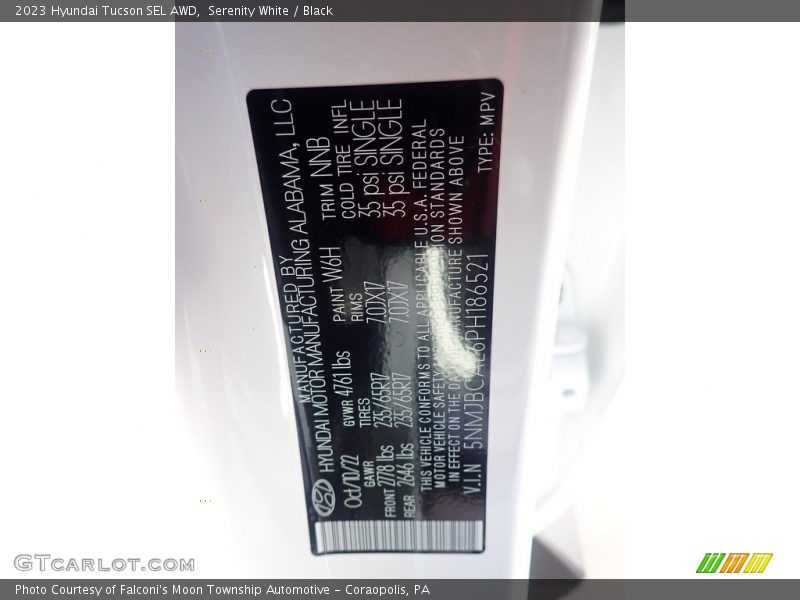 2023 Hyundai Tucson SEL AWD, Serenity White / Black
MANUFACTURED BY
HYUNDAI MOTOR MANUFACTURING ALABAMA, LLC
Oct/10/22 GVWR 4761 lbs PAINT W6H TRIM NNB
GAWR TIRES RIMS COLD TIRE INFL
FRONT 2778 lbs 235/65R17 7.0JX17 35 psi SINGLE
REAR 2646 lbs 235/65R17 7.0JX17 35 psi SINGLE
THIS VEHICLE CONFORMS TO ALL APPLICABLE U.S.A. FEDERAL
MOTOR VEHICLE SAFETY STANDARDS
IN EFFECT ON THE MANUFACTURE SHOWN ABOVE
V.I.N TYPE: MPV
GTcarlot.com
Photo Courtesy of Falconi's Moon Township Automotive - Coraopolis, PA